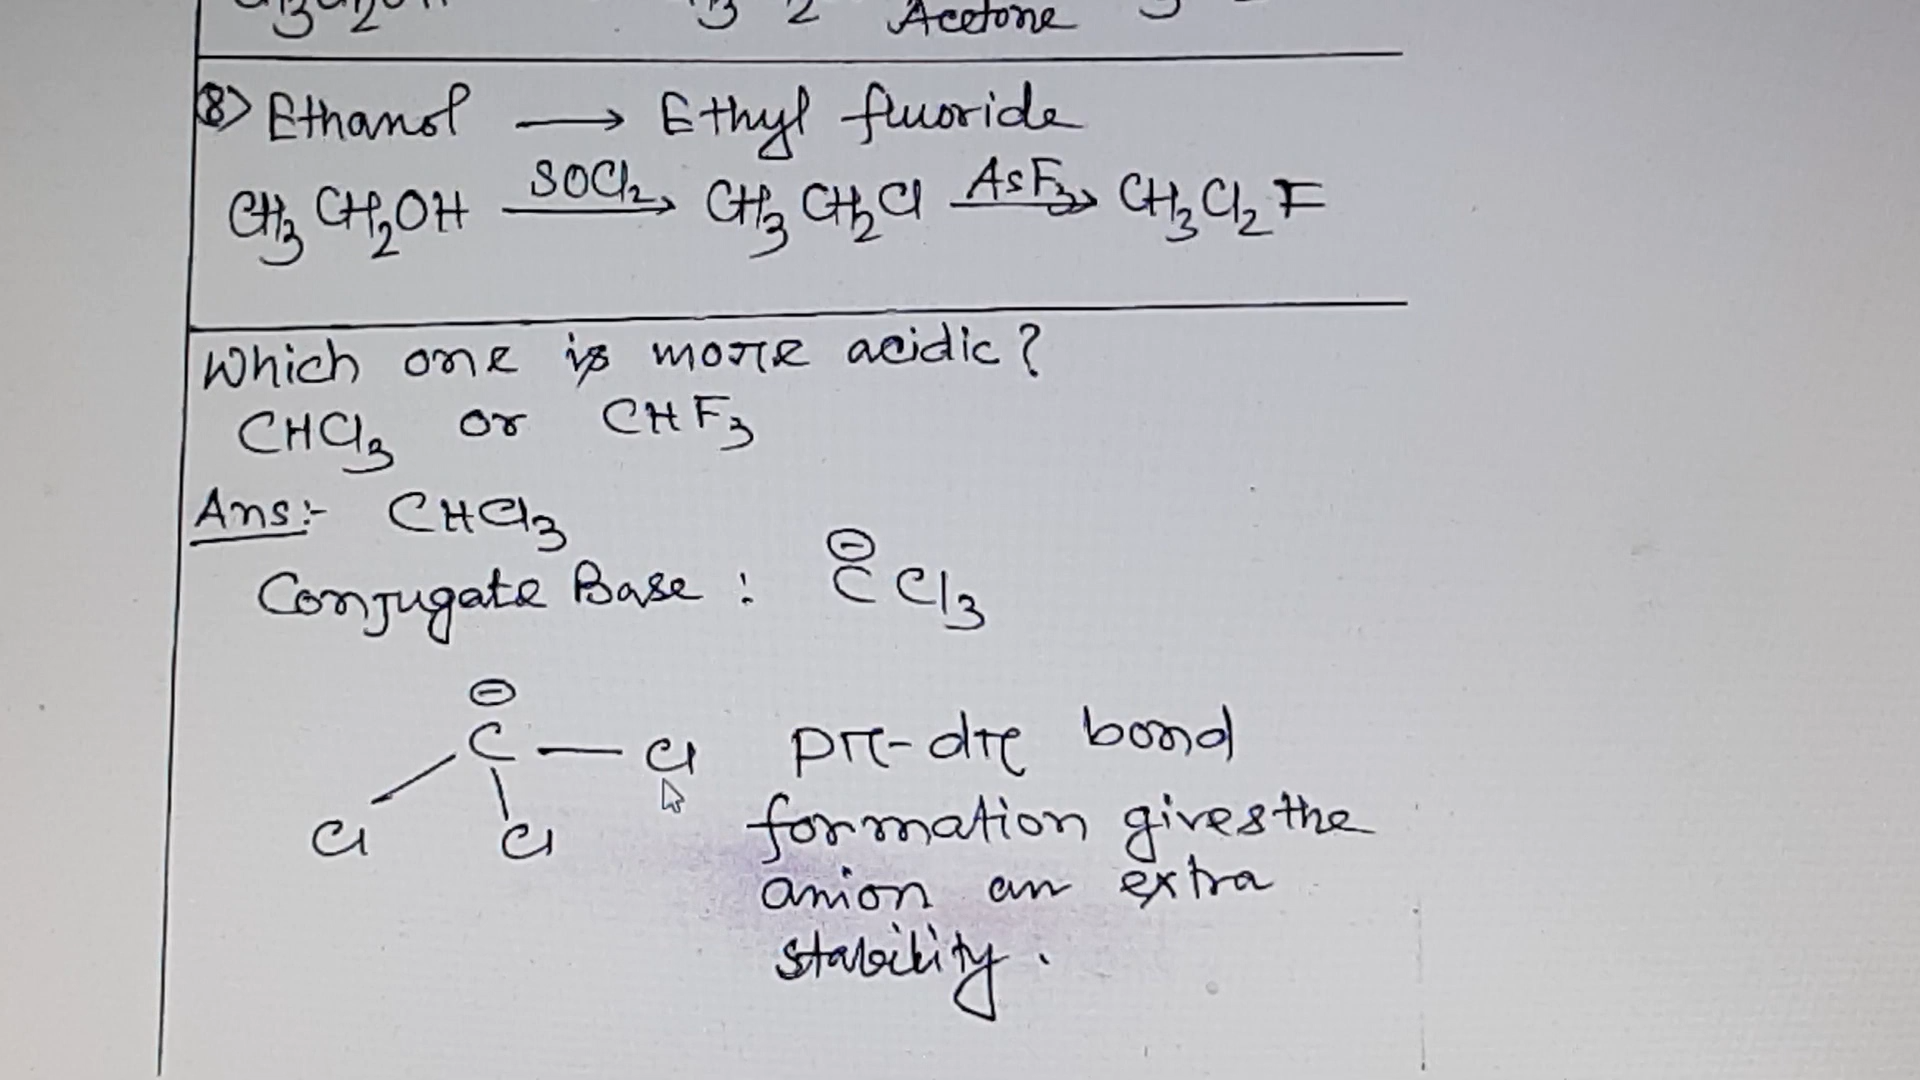 Acetone
8) Ethanol → Ethyl fluoride
CH₃CH₂OH —SOCl₂→ CH₃CH₂Cl —AsF₃→ CH₃Cl₂F
Which one is more acidic?
CHCl₃ or CHF₃
Ans:- CHCl₃
Conjugate Base : ⊖CCl₃
⊖
C — Cl pπ-dπ bond
Cl Cl formation gives the
anion an extra
stability.